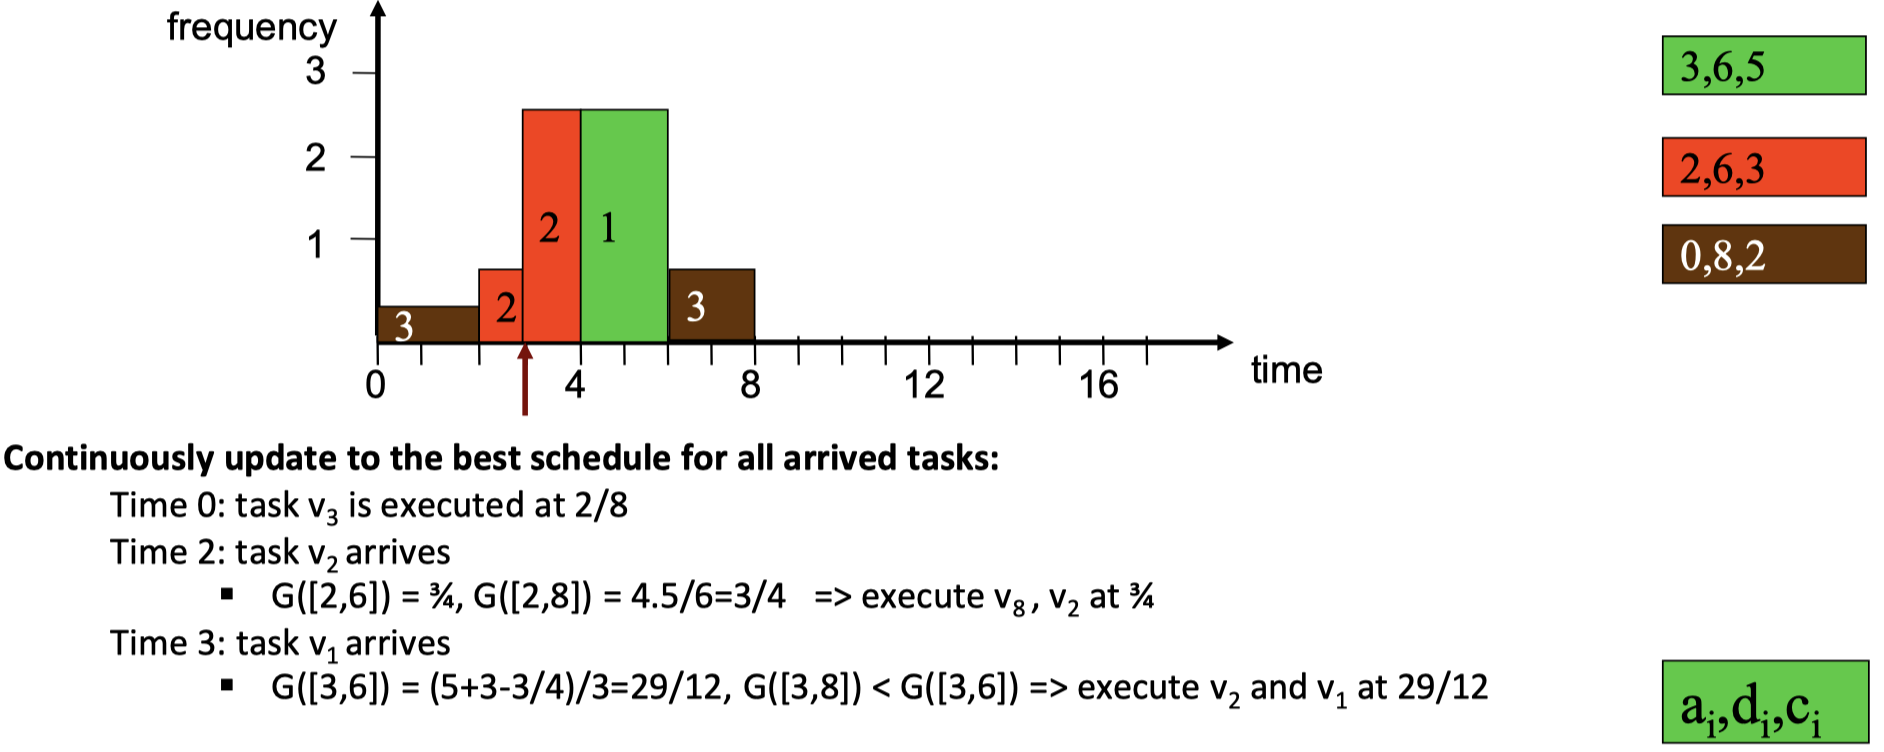 frequency
3
2
1
3
2
2
1
3
0
4
8
12
16
time
3,6,5
2,6,3
0,8,2
Continuously update to the best schedule for all arrived tasks:
Time 0: task v₃ is executed at 2/8
Time 2: task v₂ arrives
▪ G([2,6]) = ¾, G([2,8]) = 4.5/6=3/4 => execute v₈, v₂ at ¾
Time 3: task v₁ arrives
▪ G([3,6]) = (5+3-3/4)/3=29/12, G([3,8]) < G([3,6]) => execute v₂ and v₁ at 29/12
aᵢ,dᵢ,cᵢ